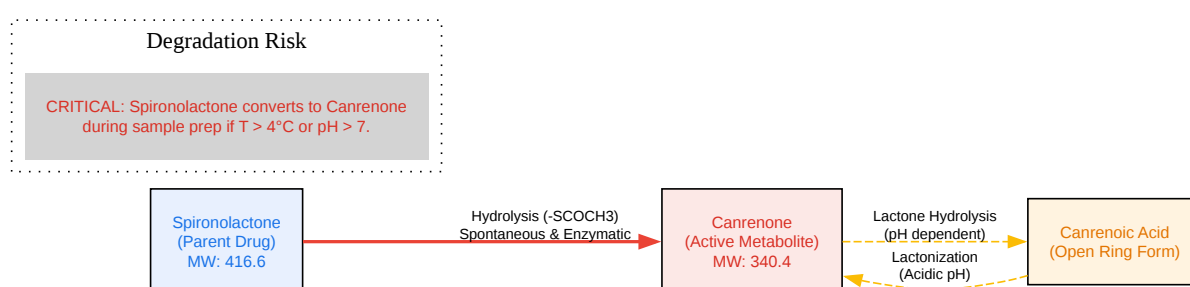 Degradation Risk
CRITICAL: Spironolactone converts to Canrenone
during sample prep if T > 4°C or pH > 7.
Spironolactone
(Parent Drug)
MW: 416.6
Hydrolysis (-SCOCH3)
Spontaneous & Enzymatic
Canrenone
(Active Metabolite)
MW: 340.4
Lactone Hydrolysis
(pH dependent)
Lactonization
(Acidic pH)
Canrenoic Acid
(Open Ring Form)